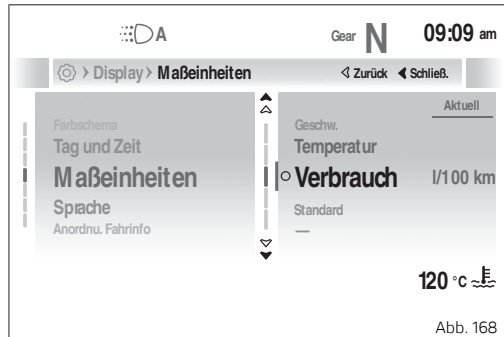 A Gear N 09:09 am
Display Maßeinheiten Zurück Schließ.
Aktuell
Farbschema
Tag und Zeit
Maßeinheiten
Sprache
Anordnu. Fahrinfo
Geschw.
Temperatur
Verbrauch l/100 km
Standard
—
120 °C
Abb. 168